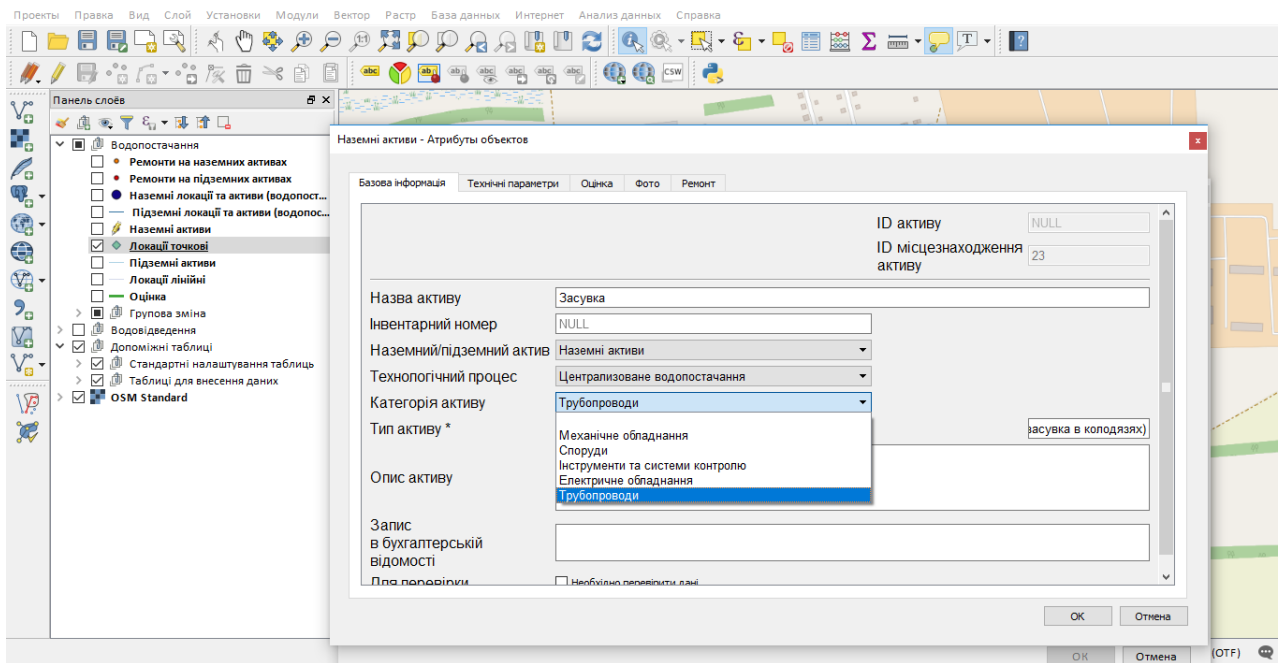 Проекты Правка Вид Слой Установки Модули Вектор Растр База данных Интернет Анализ данных Справка
Панель слоёв
Водопостачання
Ремонти на наземних активах
Ремонти на підземних активах
Наземні локації та активи (водопост...
Підземні локації та активи (водопос...
Наземні активи
Локації точкові
Підземні активи
Локації лінійні
Оцінка
Групова зміна
Водовідведення
Допоміжні таблиці
Стандартні налаштування таблиць
Таблиці для внесення даних
OSM Standard
Наземні активи - Атрибуты объектов
Базова інформація Технічні параметри Оцінка Фото Ремонт
ID активу NULL
ID місцезнаходження активу 23
Назва активу Засувка
Інвентарний номер NULL
Наземний/підземний актив Наземні активи
Технологічний процес Централизоване водопостачання
Категорія активу Трубопроводи
Тип активу * засувка в колодязях)
Механічне обладнання
Споруди
Інструменти та системи контролю
Електричне обладнання
Трубопроводи
Опис активу
Запис
в бухгалтерській
відомості
Для перевірки Необхідно перевірити дані
OK Отмена
OK Отмена
(OTF)